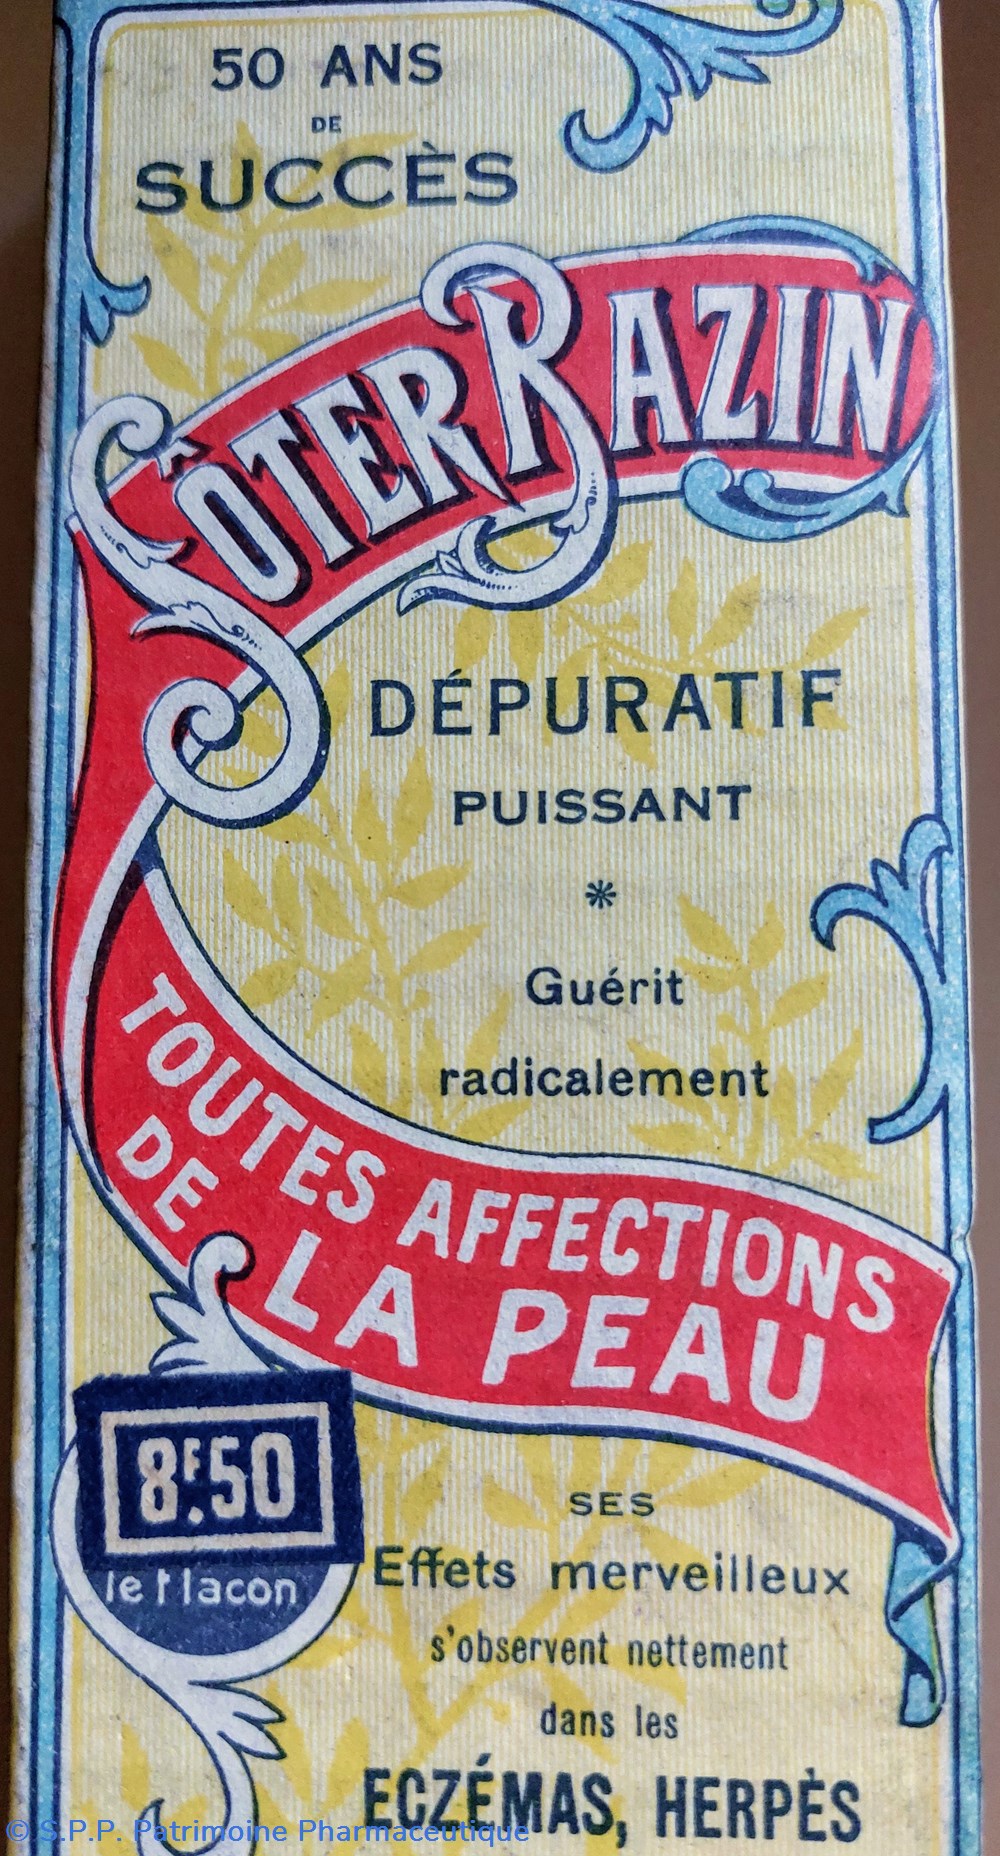 50 ANS
DE
SUCCÈS
SÔTER RAZIN
DÉPURATIF
PUISSANT
*
Guérit
radicalement
TOUTES AFFECTIONS
DE LA PEAU
8F.50
le flacon
SES
Effets merveilleux
s'observent nettement
dans les
ECZÉMAS, HERPÈS
© S.P.P. Patrimoine Pharmaceutique